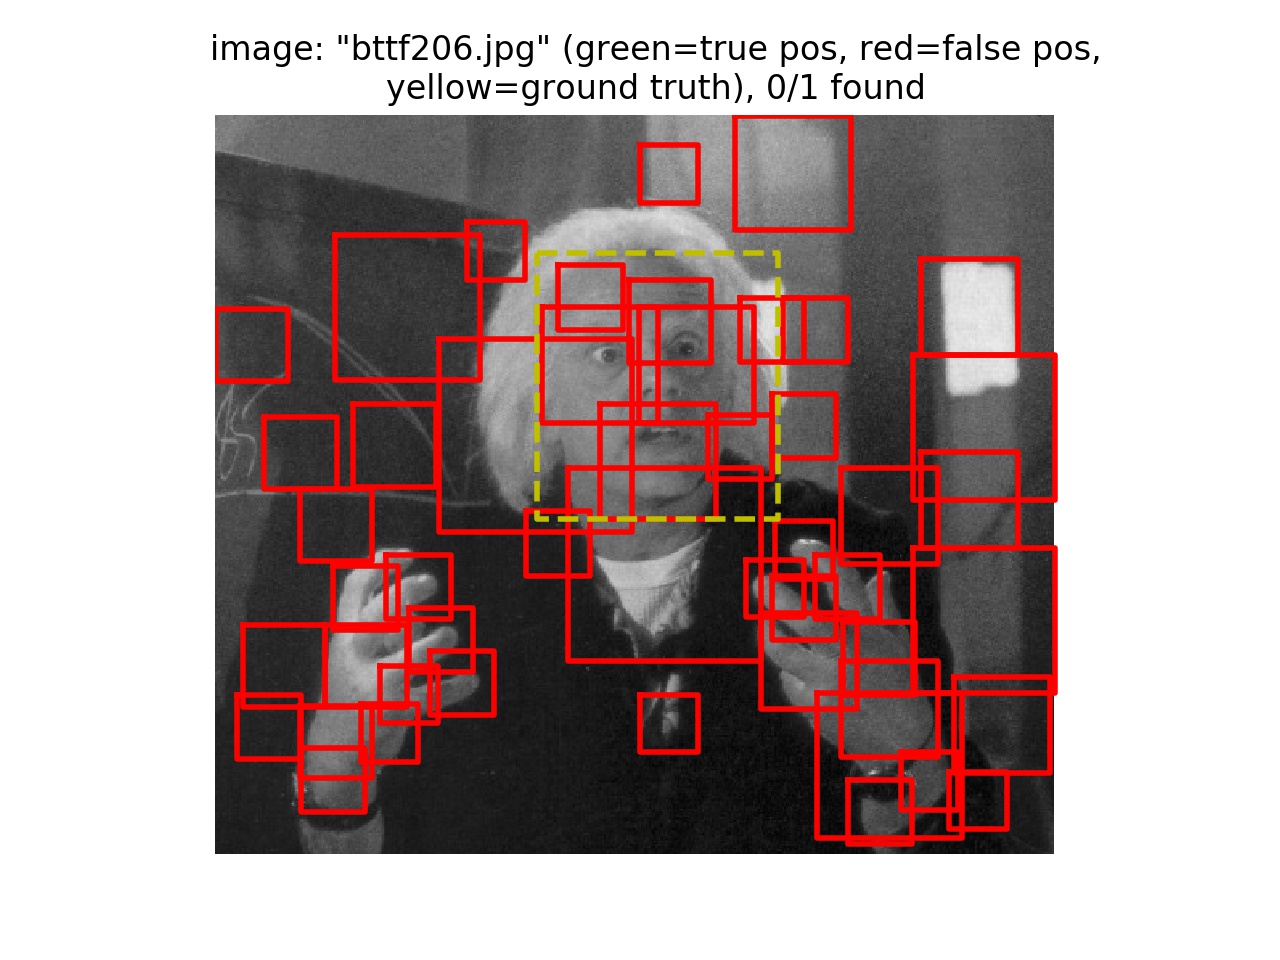 image: "bttf206.jpg" (green=true pos, red=false pos,
yellow=ground truth), 0/1 found